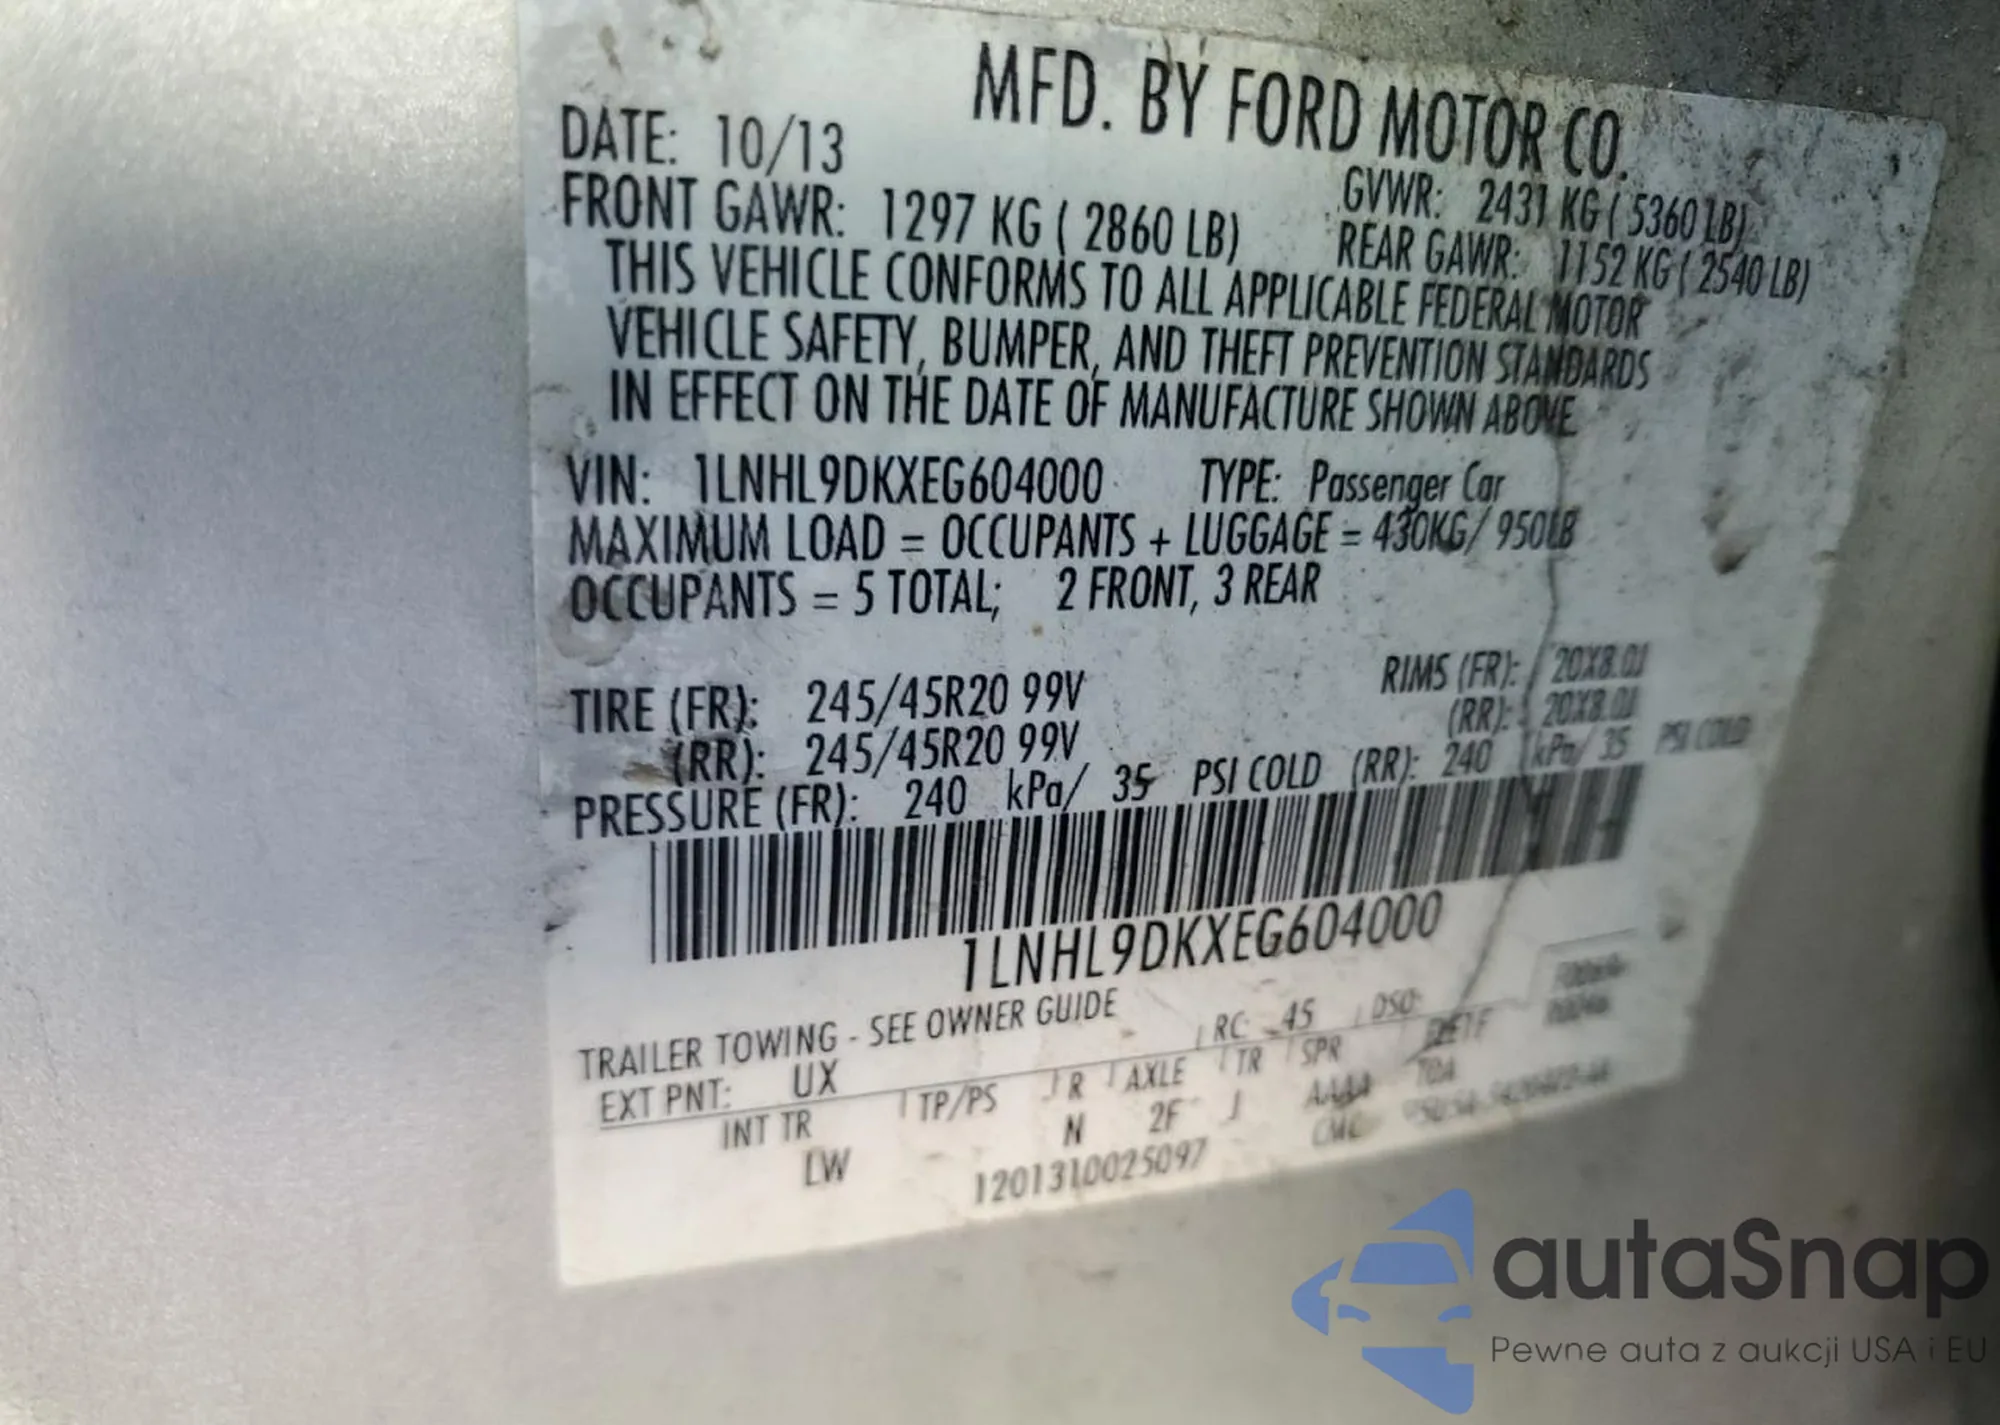 MFD. BY FORD MOTOR CO.
DATE: 10/13
GVWR: 2431 KG ( 5360 LB)
FRONT GAWR: 1297 KG ( 2860 LB)
REAR GAWR: 1152 KG ( 2540 LB)
THIS VEHICLE CONFORMS TO ALL APPLICABLE FEDERAL MOTOR
VEHICLE SAFETY, BUMPER, AND THEFT PREVENTION STANDARDS
IN EFFECT ON THE DATE OF MANUFACTURE SHOWN ABOVE
VIN: 1LNHL9DKXEG604000 TYPE: Passenger Car
MAXIMUM LOAD = OCCUPANTS + LUGGAGE = 430KG/ 950LB
OCCUPANTS = 5 TOTAL; 2 FRONT, 3 REAR
TIRE (FR): 245/45R20 99V RIMS (FR): 20X8.0J
(RR): 245/45R20 99V (RR): 20X8.0J
PRESSURE (FR): 240 kPa/ 35 PSI COLD (RR): 240 kPa/ 35 PSI COLD
1LNHL9DKXEG604000
TRAILER TOWING - SEE OWNER GUIDE
EXT PNT: UX RC: 45 DSO:
INT TR TP/PS R AXLE TR SPR
LW N 2F J AAAA
1201310025097
autaSnap
Pewne auta z aukcji USA i EU